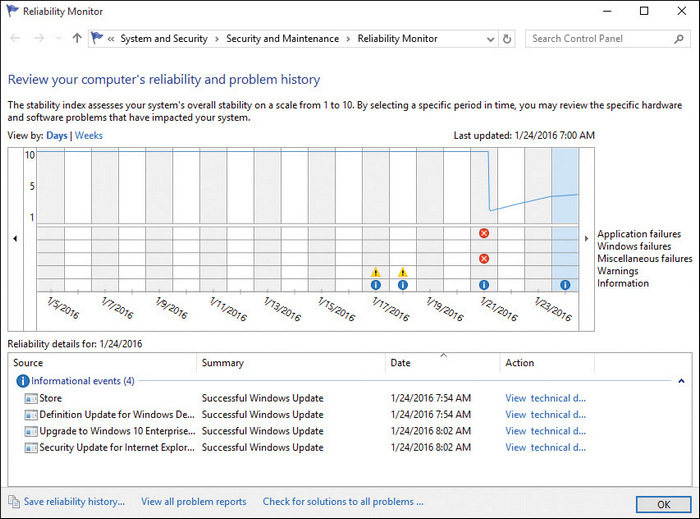 Reliability Monitor
« System and Security > Security and Maintenance > Reliability Monitor
Search Control Panel
Review your computer's reliability and problem history
The stability index assesses your system's overall stability on a scale from 1 to 10. By selecting a specific period in time, you may review the specific hardware
and software problems that have impacted your system.
View by: Days | Weeks
Last updated: 1/24/2016 7:00 AM
10
5
1
Application failures
Windows failures
Miscellaneous failures
Warnings
Information
1/5/2016 1/7/2016 1/9/2016 1/11/2016 1/13/2016 1/15/2016 1/17/2016 1/19/2016 1/21/2016 1/23/2016
Reliability details for: 1/24/2016
Source Summary Date Action
Informational events (4)
Store Successful Windows Update 1/24/2016 7:54 AM View technical d...
Definition Update for Windows De... Successful Windows Update 1/24/2016 7:54 AM View technical d...
Upgrade to Windows 10 Enterprise... Successful Windows Update 1/24/2016 8:02 AM View technical d...
Security Update for Internet Explor... Successful Windows Update 1/24/2016 8:02 AM View technical d...
Save reliability history... View all problem reports Check for solutions to all problems ...
OK